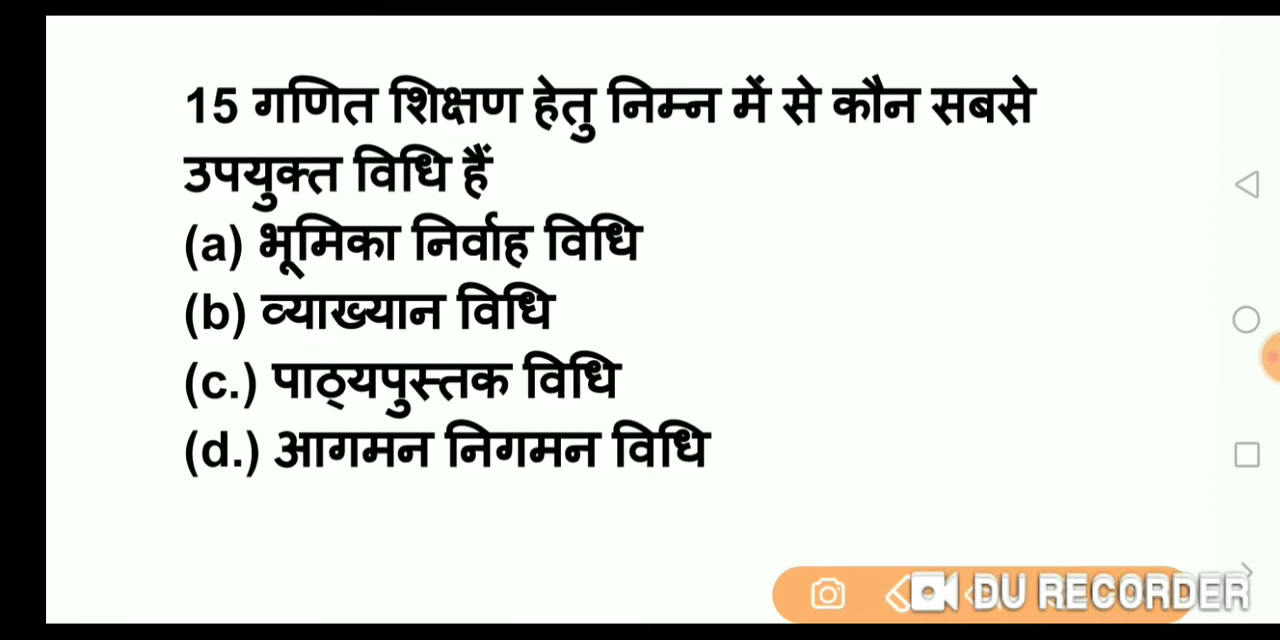 15 गणित शिक्षण हेतु निम्न में से कौन सबसे
उपयुक्त विधि हैं
(a) भूमिका निर्वाह विधि
(b) व्याख्यान विधि
(c.) पाठ्यपुस्तक विधि
(d.) आगमन निगमन विधि
DU RECORDER